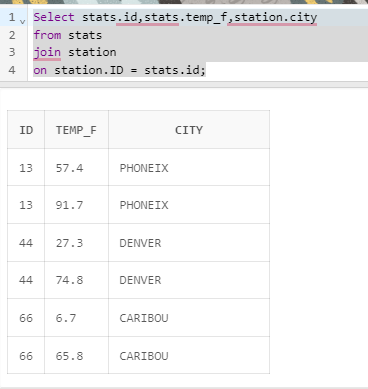 1 Select stats.id,stats.temp_f,station.city
2 from stats
3 join station
4 on station.ID = stats.id;
ID TEMP_F CITY
13 57.4 PHONEIX
13 91.7 PHONEIX
44 27.3 DENVER
44 74.8 DENVER
66 6.7 CARIBOU
66 65.8 CARIBOU